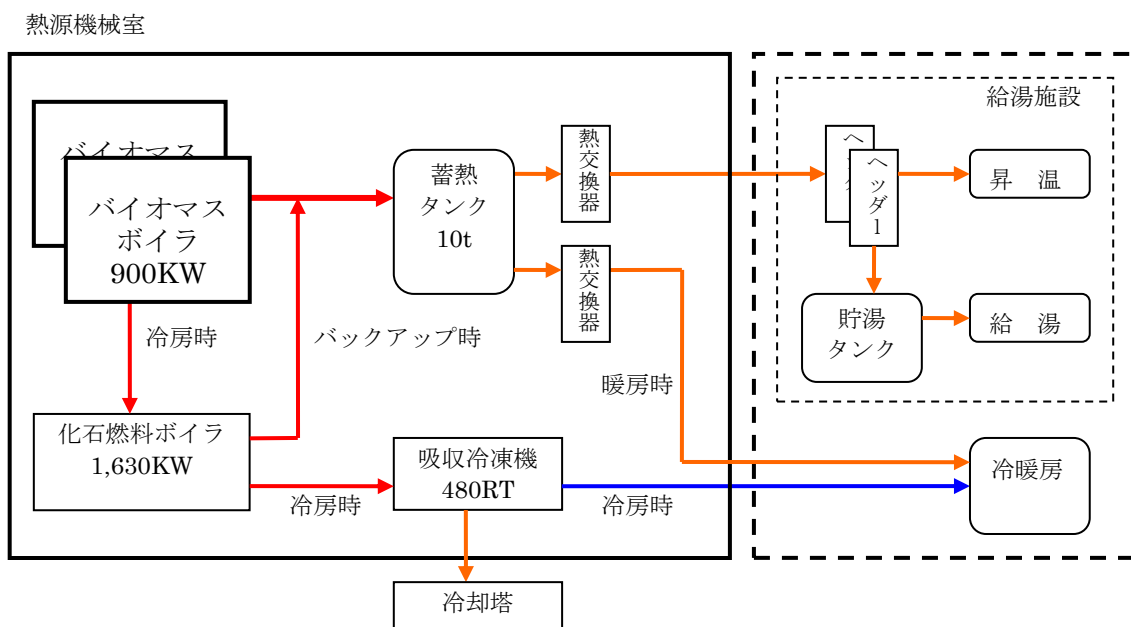 熱源機械室
給湯施設
バイオマス
バイオマス
ボイラ
900KW
蓄熱
タンク
10t
熱交換器
熱交換器
ヘッダー
昇　温
貯湯
タンク
給　湯
冷房時
バックアップ時
暖房時
化石燃料ボイラ
1,630KW
冷房時
吸収冷凍機
480RT
冷房時
冷暖房
冷却塔